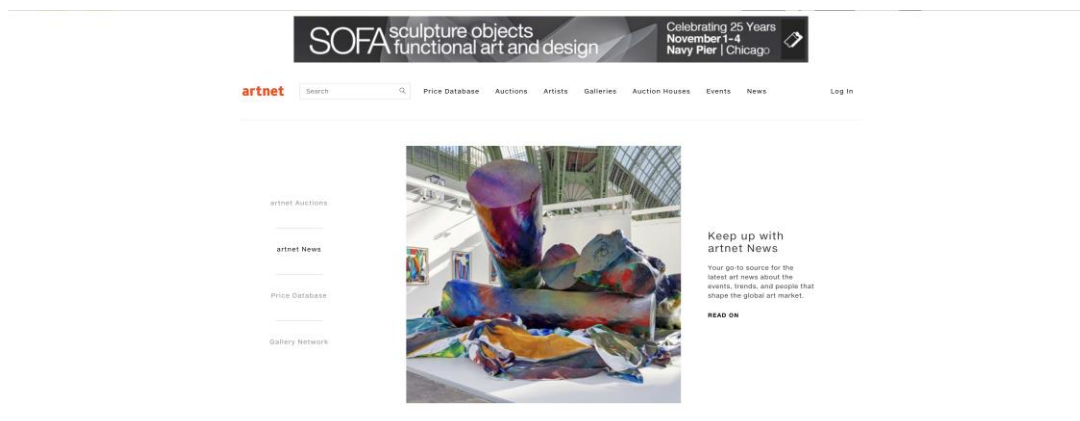 SOFA sculpture objects
functional art and design
Celebrating 25 Years
November 1-4
Navy Pier | Chicago
artnet
Search
Price Database Auctions Artists Galleries Auction Houses Events News
Log In
artnet Auctions
artnet News
Price Database
Gallery Network
Keep up with
artnet News
Your go-to source for the
latest art news about the
events, trends, and people that
shape the global art market.
READ ON